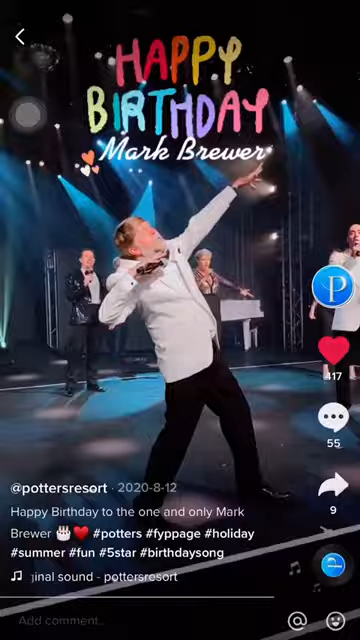 HAPPY
BIRTHDAY
Mark Brewer
P
417
55
9
@pottersresort · 2020-8-12
Happy Birthday to the one and only Mark
Brewer 🎂❤️ #potters #fyppage #holiday
#summer #fun #5star #birthdaysong
ginal sound - pottersresort
Add comment...